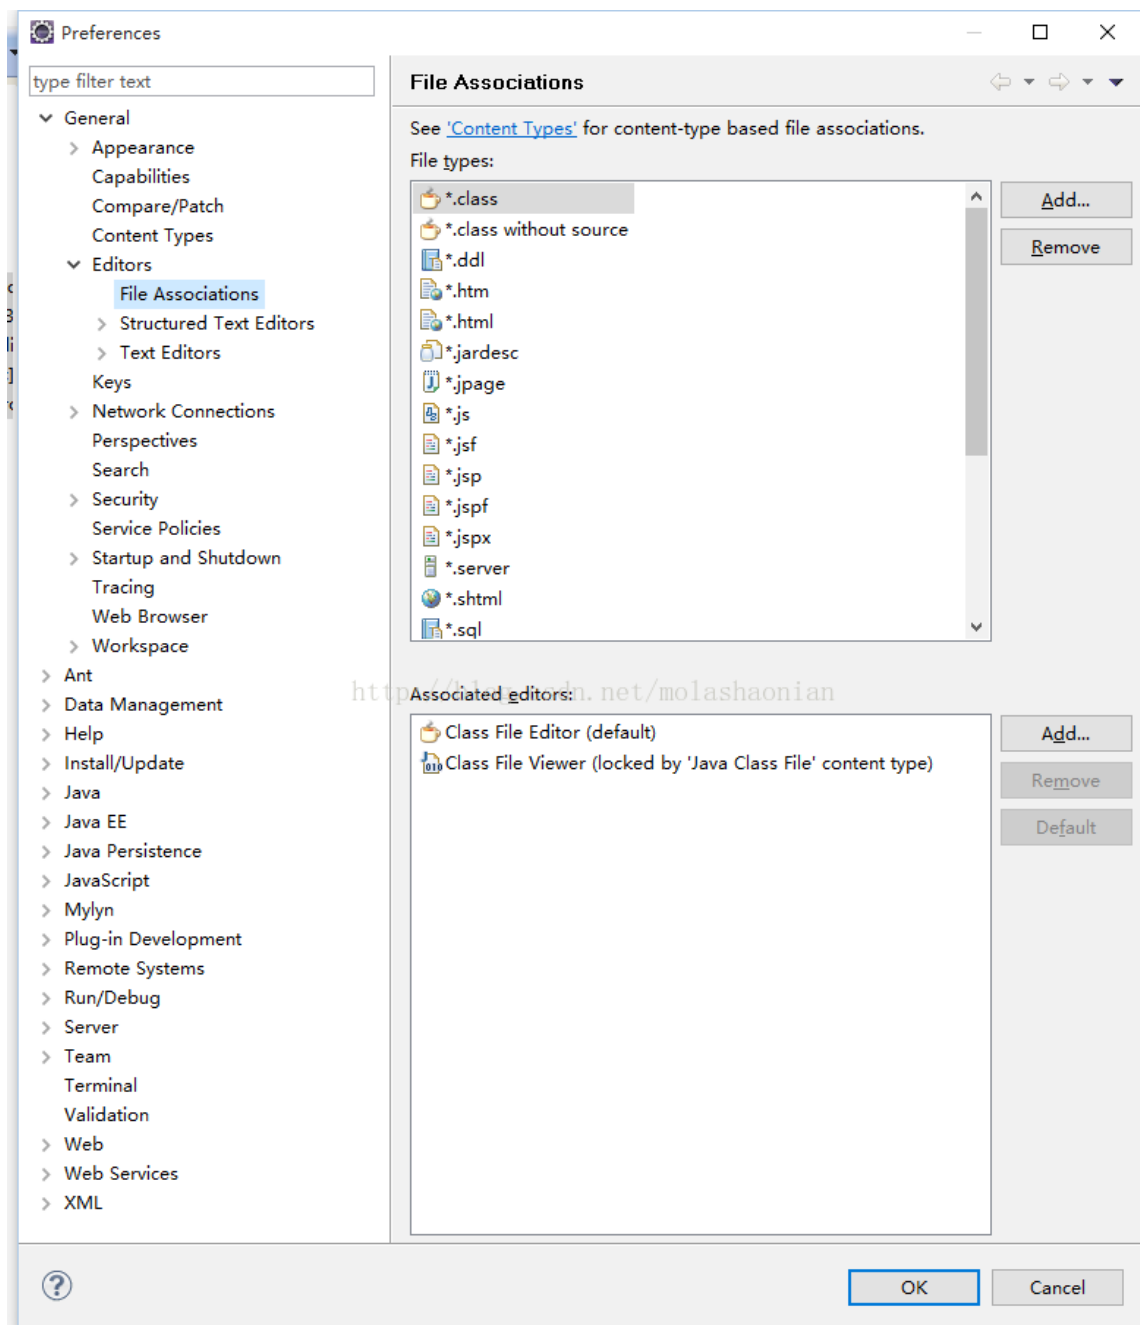 Preferences
type filter text
General
Appearance
Capabilities
Compare/Patch
Content Types
Editors
File Associations
Structured Text Editors
Text Editors
Keys
Network Connections
Perspectives
Search
Security
Service Policies
Startup and Shutdown
Tracing
Web Browser
Workspace
Ant
Data Management
Help
Install/Update
Java
Java EE
Java Persistence
JavaScript
Mylyn
Plug-in Development
Remote Systems
Run/Debug
Server
Team
Terminal
Validation
Web
Web Services
XML
File Associations
See 'Content Types' for content-type based file associations.
File types:
*.class
*.class without source
*.ddl
*.htm
*.html
*.jardesc
*.jpage
*.js
*.jsf
*.jsp
*.jspf
*.jspx
*.server
*.shtml
*.sql
Add...
Remove
https://blog.csdn.net/molashaonian
Associated editors:
Class File Editor (default)
Class File Viewer (locked by 'Java Class File' content type)
Add...
Remove
Default
OK
Cancel